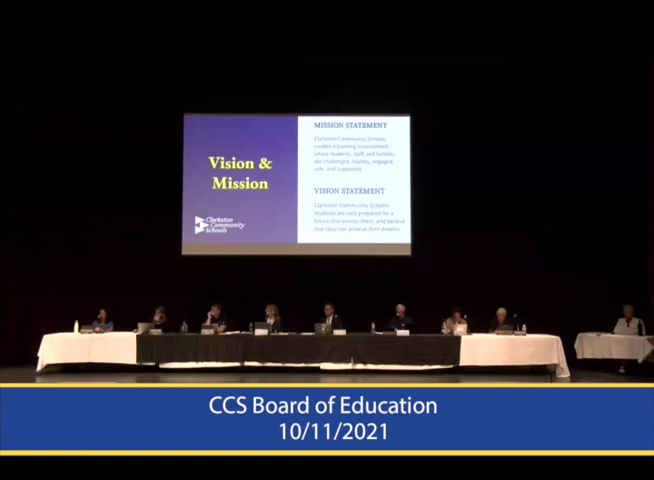 Vision &
Mission
Clarkston
Community
Schools
MISSION STATEMENT
Clarkston Community Schools
creates a learning environment
where students, staff, and families
are challenged, healthy, engaged,
safe, and supported.
VISION STATEMENT
Clarkston Community Schools
students are well-prepared for a
future that excites them, and believe
that they can achieve their dreams
CCS Board of Education
10/11/2021